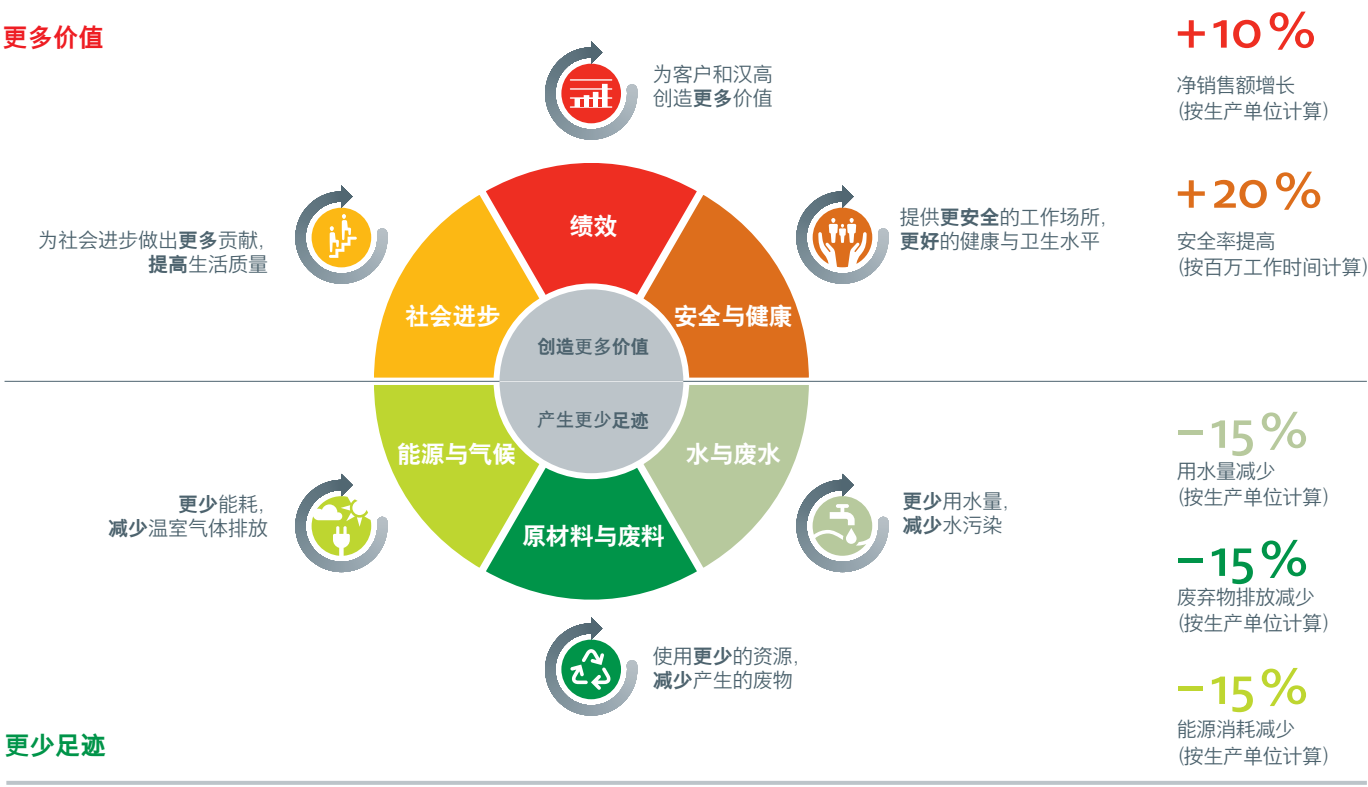 更多价值
为客户和汉高
创造更多价值
+10%
净销售额增长
(按生产单位计算)
为社会进步做出更多贡献,
提高生活质量
提供更安全的工作场所,
更好的健康与卫生水平
+20%
安全率提高
(按百万工作时间计算)
绩效
社会进步
安全与健康
创造更多价值
产生更少足迹
能源与气候
水与废水
原材料与废料
更少能耗,
减少温室气体排放
更少用水量,
减少水污染
使用更少的资源,
减少产生的废物
–15%
用水量减少
(按生产单位计算)
–15%
废弃物排放减少
(按生产单位计算)
–15%
能源消耗减少
(按生产单位计算)
更少足迹